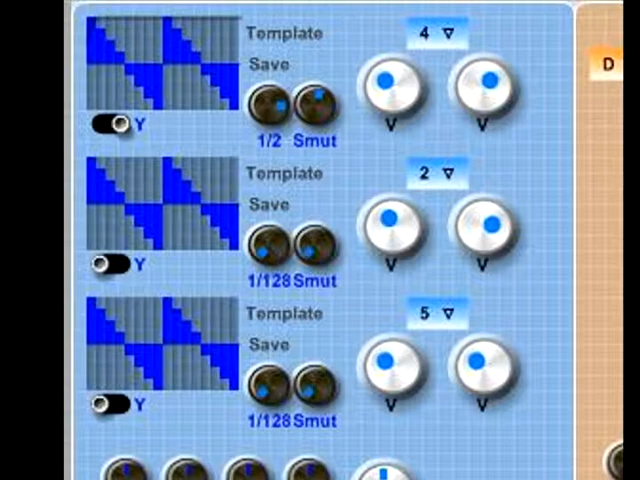 Template
4
Save
D
Y
V
V
1/2 Smut
Template
2
Save
Y
V
V
1/128 Smut
Template
5
Save
Y
V
V
1/128 Smut